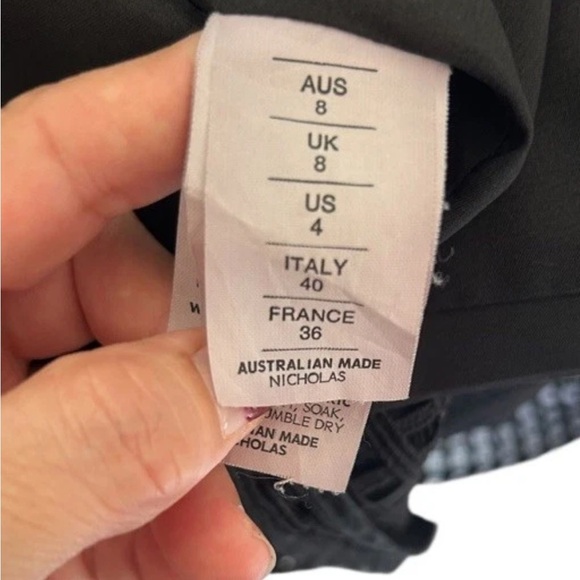 AUS
8
UK
8
US
4
ITALY
40
FRANCE
36
AUSTRALIAN MADE
NICHOLAS
SOAK,
UMBLE DRY
IAN MADE
HOLAS